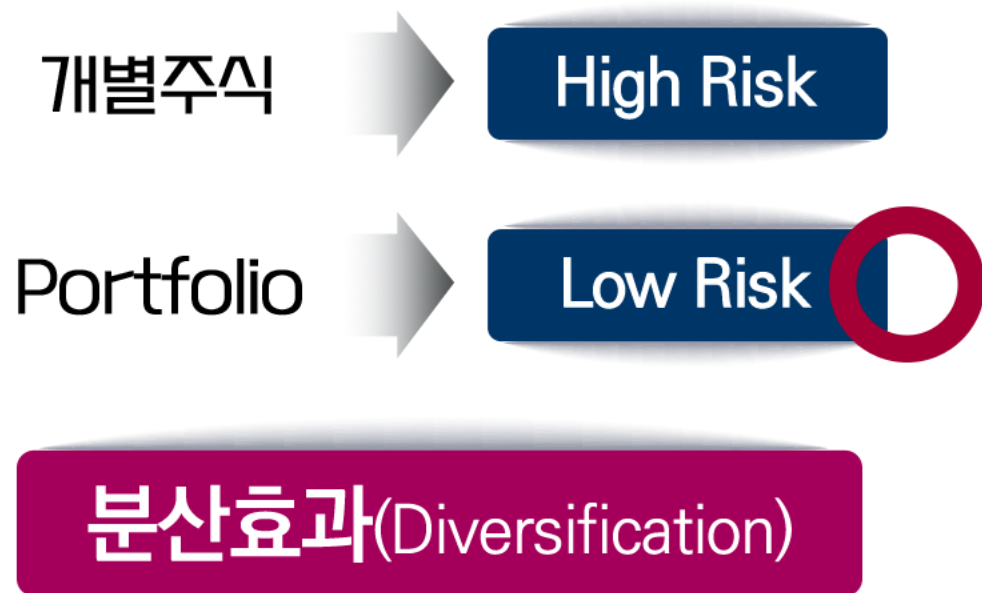 개별주식 High Risk
Portfolio Low Risk
분산효과(Diversification)